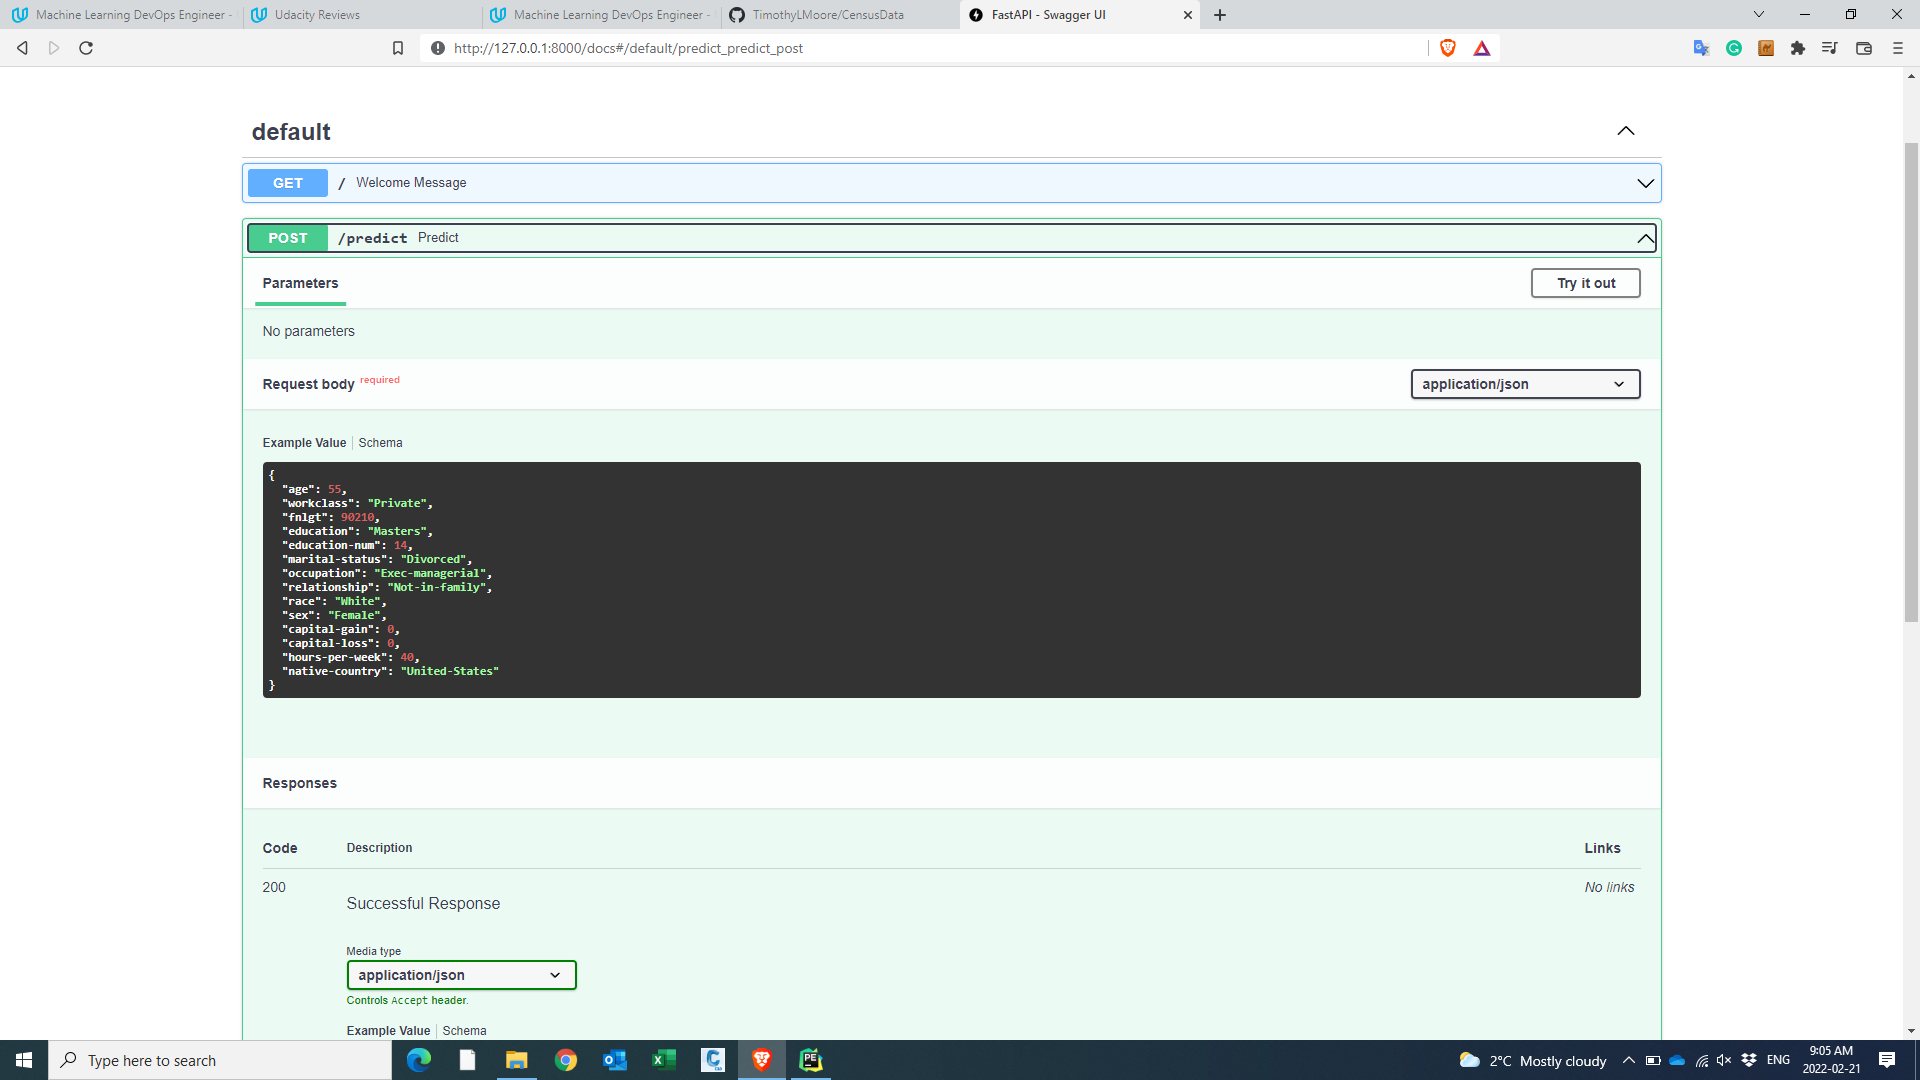 Machine Learning DevOps Engineer -
Udacity Reviews
Machine Learning DevOps Engineer -
TimothyLMoore/CensusData
FastAPI - Swagger UI
http://127.0.0.1:8000/docs#/default/predict_predict_post
default
GET / Welcome Message
POST /predict Predict
Parameters
Try it out
No parameters
Request body required
application/json
Example Value Schema
{
"age": 55,
"workclass": "Private",
"fnlgt": 90210,
"education": "Masters",
"education-num": 14,
"marital-status": "Divorced",
"occupation": "Exec-managerial",
"relationship": "Not-in-family",
"race": "White",
"sex": "Female",
"capital-gain": 0,
"capital-loss": 0,
"hours-per-week": 40,
"native-country": "United-States"
}
Responses
Code Description Links
200 No links
Successful Response
Media type
application/json
Controls Accept header.
Example Value Schema
Type here to search
2°C Mostly cloudy
ENG
9:05 AM
2022-02-21